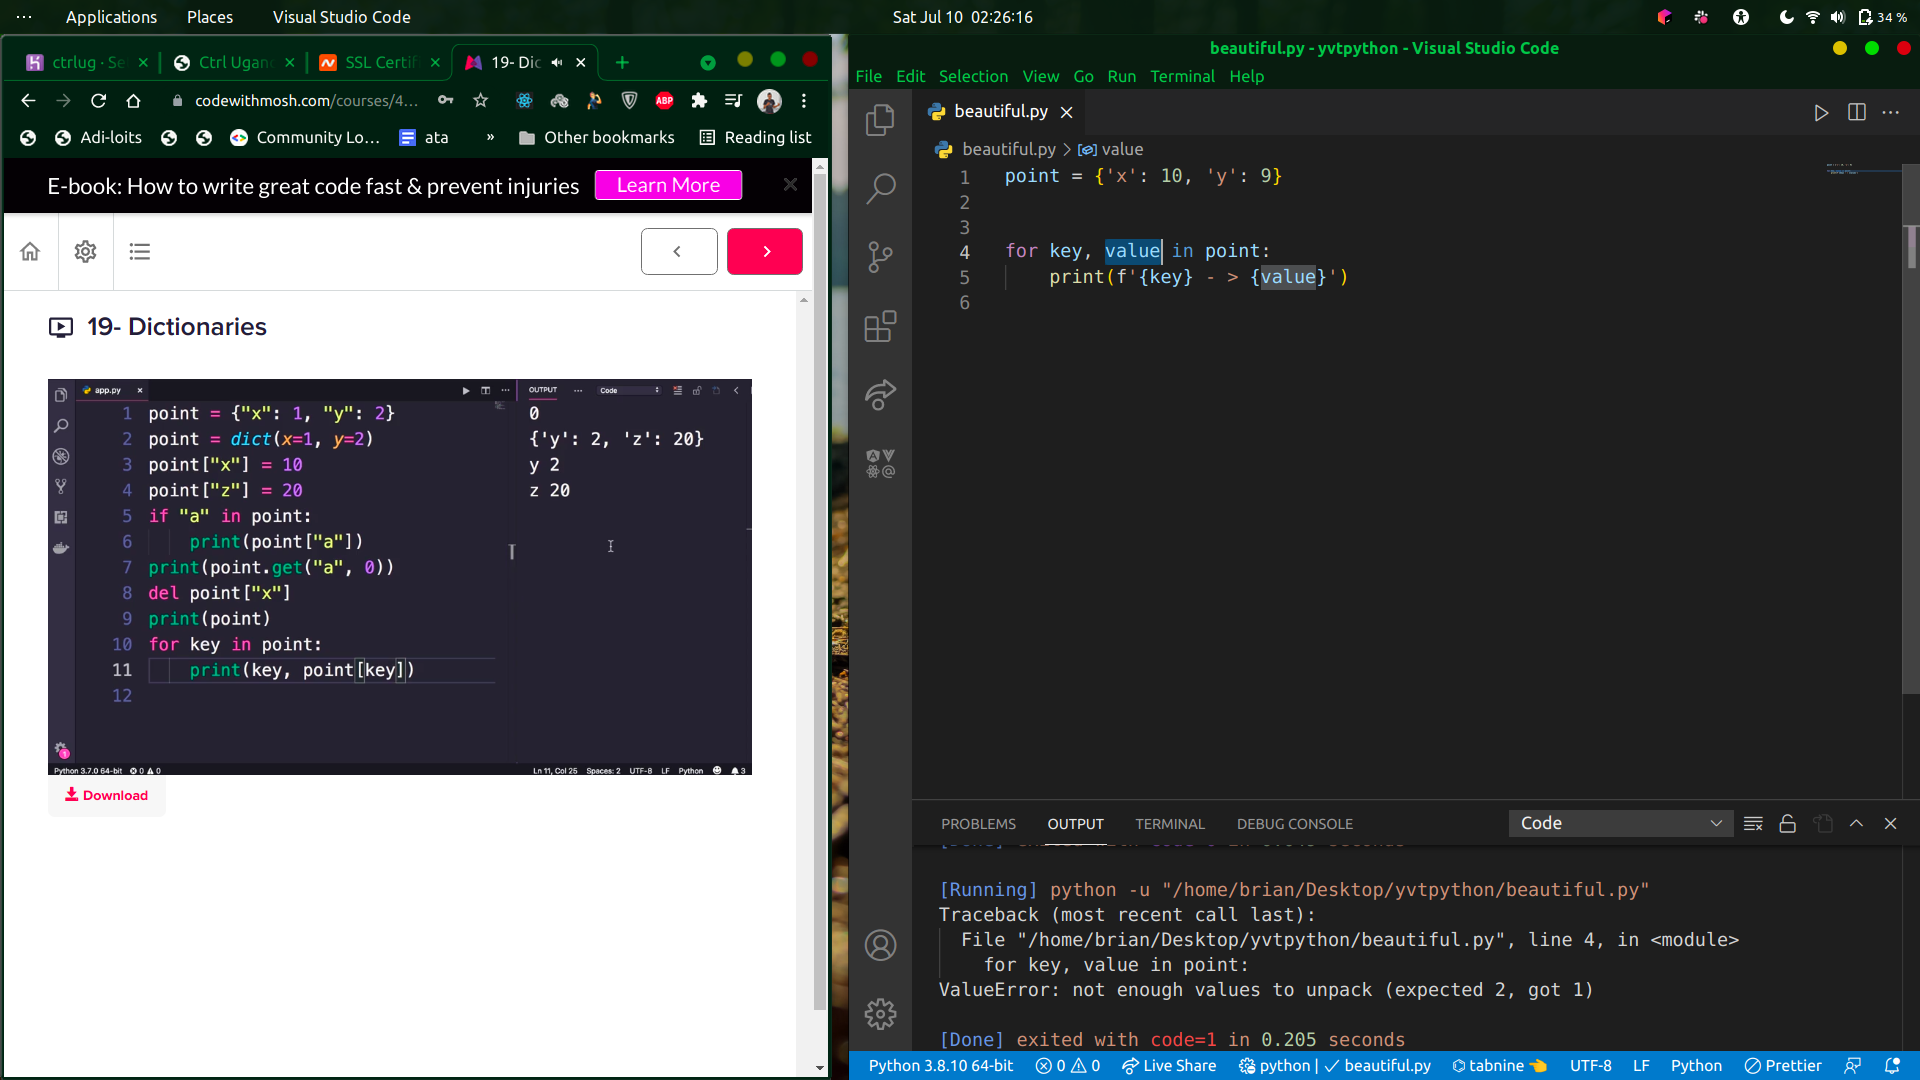 Applications Places Visual Studio Code Sat Jul 10 02:26:16 34 %
ctrlug · Se Ctrl Ugan SSL Certif 19- Dic
codewithmosh.com/courses/4... ABP
Adi-loits Community Lo... ata » Other bookmarks Reading list
E-book: How to write great code fast & prevent injuries Learn More
19- Dictionaries
app.py
1 point = {"x": 1, "y": 2}
2 point = dict(x=1, y=2)
3 point["x"] = 10
4 point["z"] = 20
5 if "a" in point:
6 print(point["a"])
7 print(point.get("a", 0))
8 del point["x"]
9 print(point)
10 for key in point:
11 print(key, point[key])
12
OUTPUT ... Code
0
{'y': 2, 'z': 20}
y 2
z 20
1
Python 3.7.0 64-bit 0 0 Ln 11, Col 25 Spaces: 2 UTF-8 LF Python 3
Download
beautiful.py - yvtpython - Visual Studio Code
File Edit Selection View Go Run Terminal Help
beautiful.py
beautiful.py > value
1 point = {'x': 10, 'y': 9}
2
3
4 for key, value in point:
5 print(f'{key} - > {value}')
6
PROBLEMS OUTPUT TERMINAL DEBUG CONSOLE Code
[Running] python -u "/home/brian/Desktop/yvtpython/beautiful.py"
Traceback (most recent call last):
File "/home/brian/Desktop/yvtpython/beautiful.py", line 4, in <module>
for key, value in point:
ValueError: not enough values to unpack (expected 2, got 1)
[Done] exited with code=1 in 0.205 seconds
Python 3.8.10 64-bit 0 0 Live Share python | ✓ beautiful.py tabnine UTF-8 LF Python Prettier